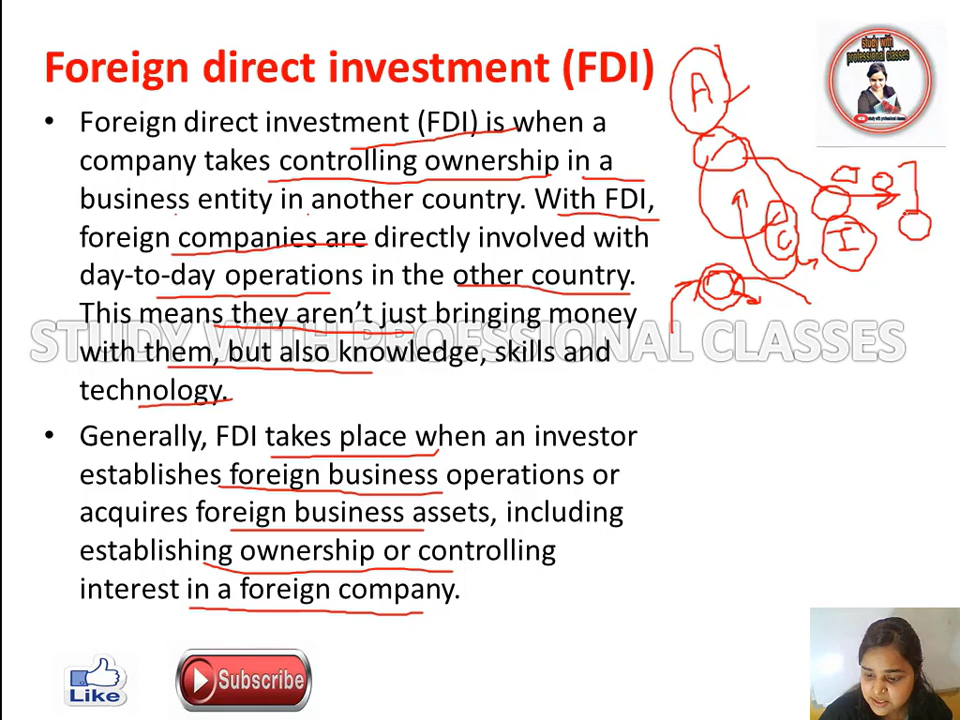 Foreign direct investment (FDI)
study with
professional classes
• Foreign direct investment (FDI) is when a
company takes controlling ownership in a
business entity in another country. With FDI,
foreign companies are directly involved with
day-to-day operations in the other country.
This means they aren't just bringing money
with them, but also knowledge, skills and
technology.
• Generally, FDI takes place when an investor
establishes foreign business operations or
acquires foreign business assets, including
establishing ownership or controlling
interest in a foreign company.
A
C
I
STUDY WITH PROFESSIONAL CLASSES
Like
Subscribe